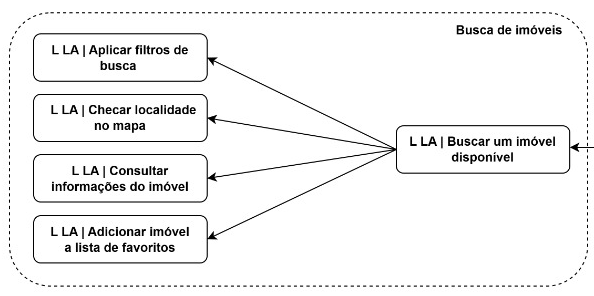 Busca de imóveis
L LA | Aplicar filtros de
busca
L LA | Checar localidade
no mapa
L LA | Buscar um imóvel
disponível
L LA | Consultar
informações do imóvel
L LA | Adicionar imóvel
a lista de favoritos